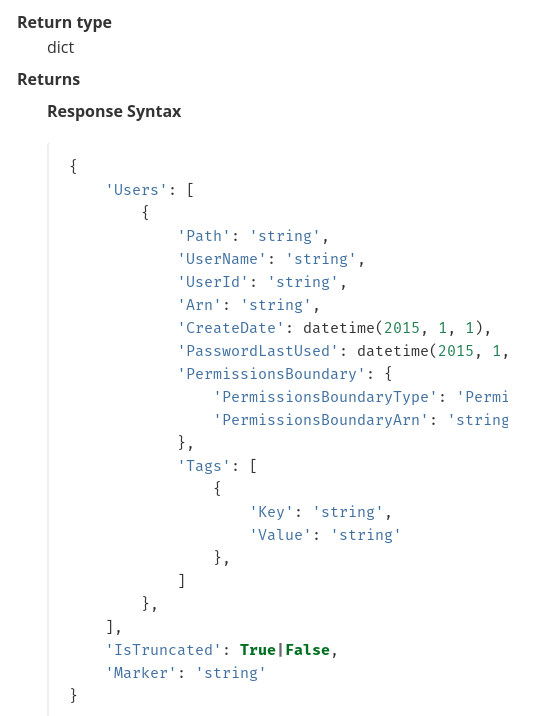 Return type
dict
Returns
Response Syntax
{
    'Users': [
        {
            'Path': 'string',
            'UserName': 'string',
            'UserId': 'string',
            'Arn': 'string',
            'CreateDate': datetime(2015, 1, 1),
            'PasswordLastUsed': datetime(2015, 1,
            'PermissionsBoundary': {
                'PermissionsBoundaryType': 'Permi
                'PermissionsBoundaryArn': 'string
            },
            'Tags': [
                {
                    'Key': 'string',
                    'Value': 'string'
                },
            ]
        },
    ],
    'IsTruncated': True|False,
    'Marker': 'string'
}